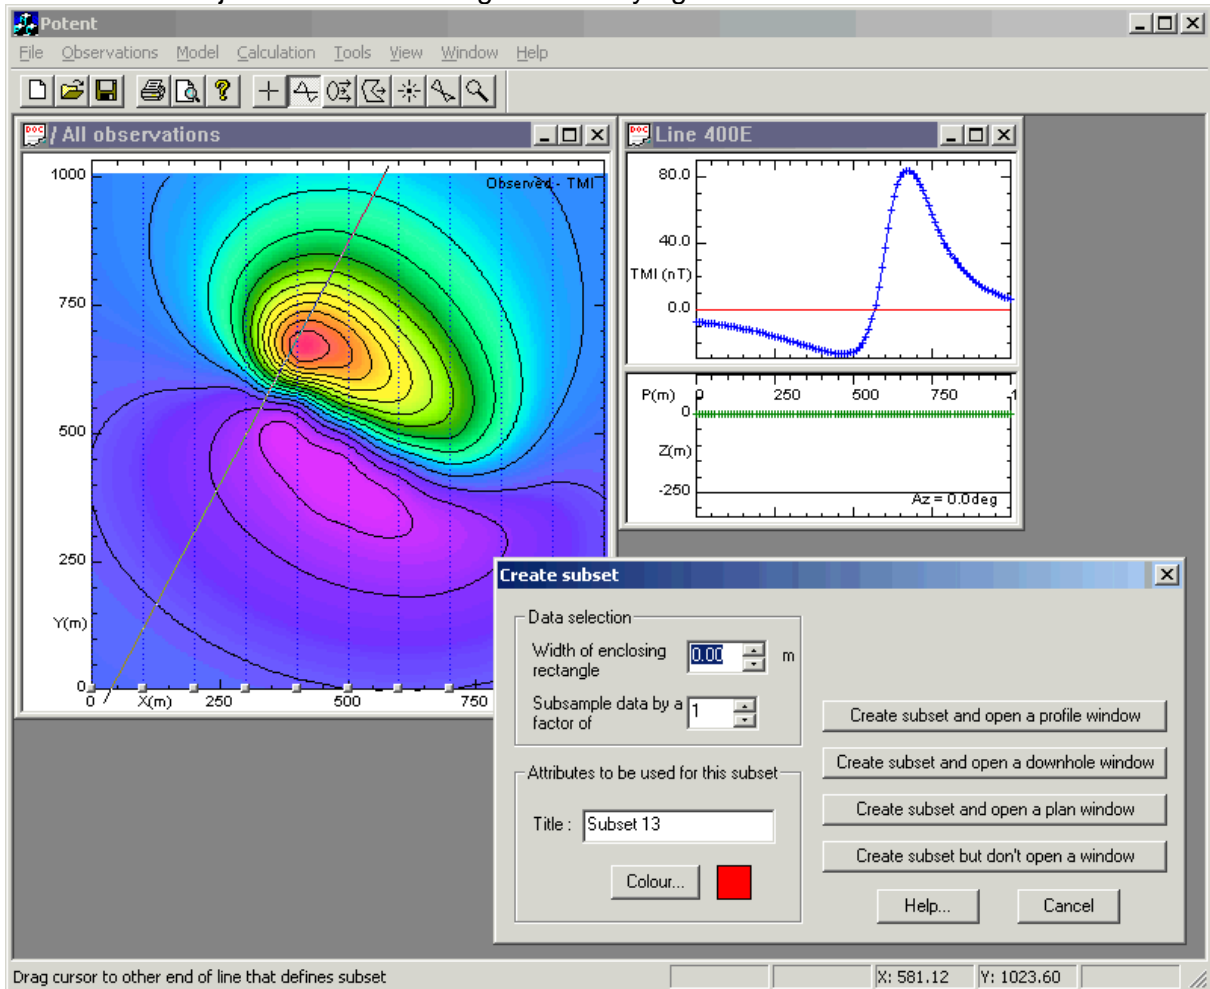 Potent
File Observations Model Calculation Tools View Window Help
/ All observations
Observed - TMI
1000
750
500
250
Y(m)
0
0 X(m) 250 500 750
Line 400E
80.0
40.0
TMI (nT)
0.0
P(m) 0 250 500 750 1
0
Z(m)
-250
Az = 0.0deg
Create subset
Data selection
Width of enclosing rectangle 0.00 m
Subsample data by a factor of 1
Attributes to be used for this subset
Title : Subset 13
Colour...
Create subset and open a profile window
Create subset and open a downhole window
Create subset and open a plan window
Create subset but don't open a window
Help... Cancel
Drag cursor to other end of line that defines subset X: 581.12 Y: 1023.60